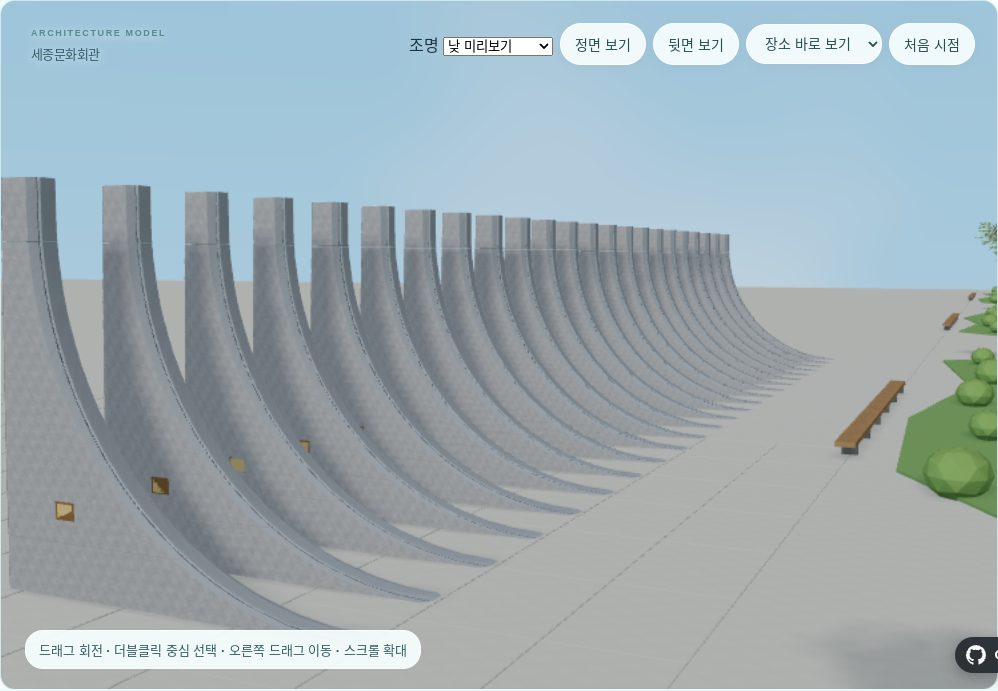 ARCHITECTURE MODEL
세종문화회관
조명 낮 미리보기 정면 보기 뒷면 보기 장소 바로 보기 처음 시점
드래그 회전 · 더블클릭 중심 선택 · 오른쪽 드래그 이동 · 스크롤 확대